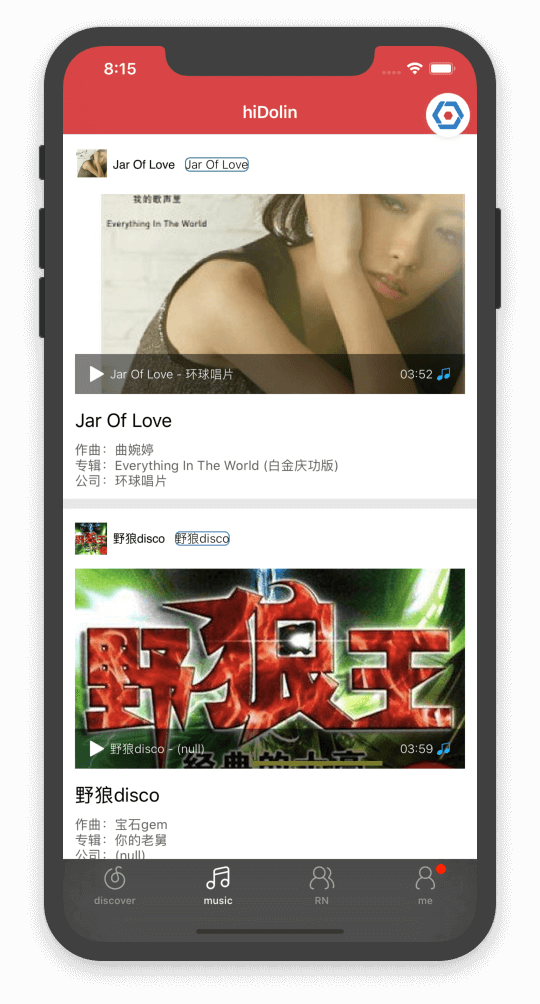 8:15
hiDolin
Jar Of Love Jar Of Love
我的歌声里
Everything In The World
Jar Of Love - 环球唱片 03:52
Jar Of Love
作曲：曲婉婷
专辑：Everything In The World (白金庆功版)
公司：环球唱片
野狼disco 野狼disco
野狼王
野狼disco - (null) 03:59
野狼disco
作曲：宝石gem
专辑：你的老舅
公司：(null)
discover music RN me